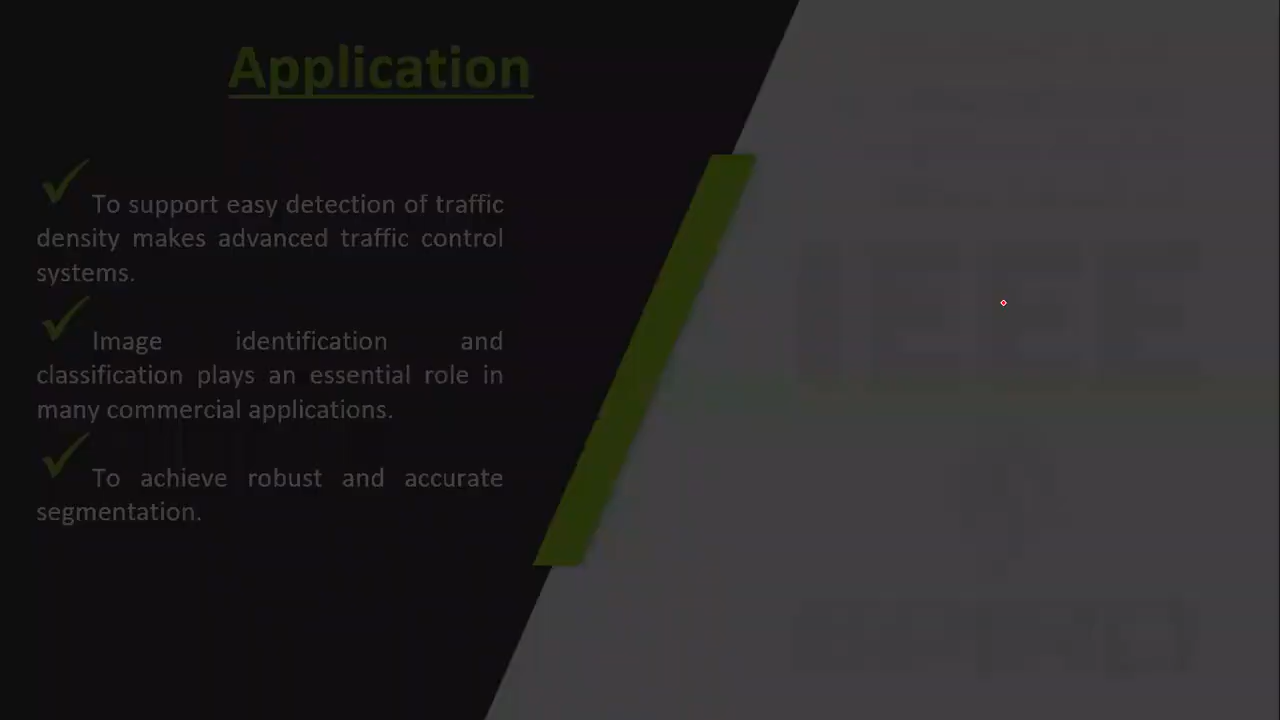 Application
To support easy detection of traffic
density makes advanced traffic control
systems.
Image identification and
classification plays an essential role in
many commercial applications.
To achieve robust and accurate
segmentation.